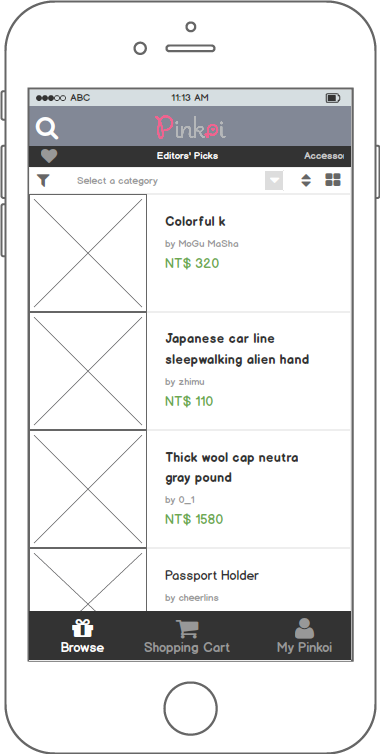 ABC
11:13 AM
Pinkoi
Editors' Picks
Accessor
Select a category
Colorful k
by MoGu MaSha
NT$ 320
Japanese car line
sleepwalking alien hand
by zhimu
NT$ 110
Thick wool cap neutra
gray pound
by 0_1
NT$ 1580
Passport Holder
by cheerlins
Browse
Shopping Cart
My Pinkoi